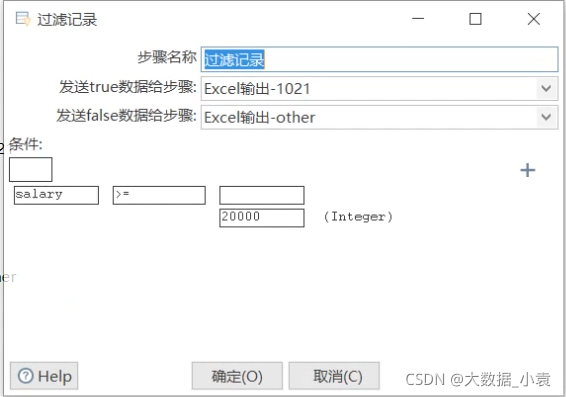 过滤记录
步骤名称 过滤记录
发送true数据给步骤: Excel输出-1021
发送false数据给步骤: Excel输出-other
2
条件:
+
salary >=
20000 (Integer)
er
Help 确定(O) 取消(C)
CSDN @大数据_小袁